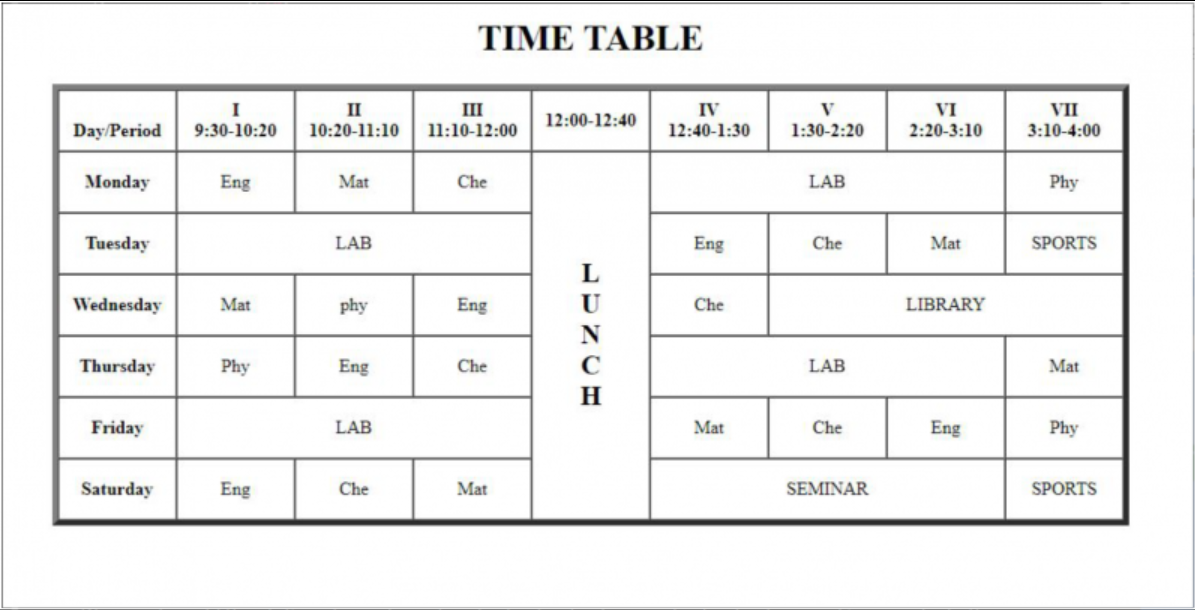 TIME TABLE
Day/Period I 9:30-10:20 II 10:20-11:10 III 11:10-12:00 12:00-12:40 IV 12:40-1:30 V 1:30-2:20 VI 2:20-3:10 VII 3:10-4:00
Monday Eng Mat Che LAB Phy
Tuesday LAB Eng Che Mat SPORTS
Wednesday Mat phy Eng Che LIBRARY
Thursday Phy Eng Che LAB Mat
Friday LAB Mat Che Eng Phy
Saturday Eng Che Mat SEMINAR SPORTS
L
U
N
C
H